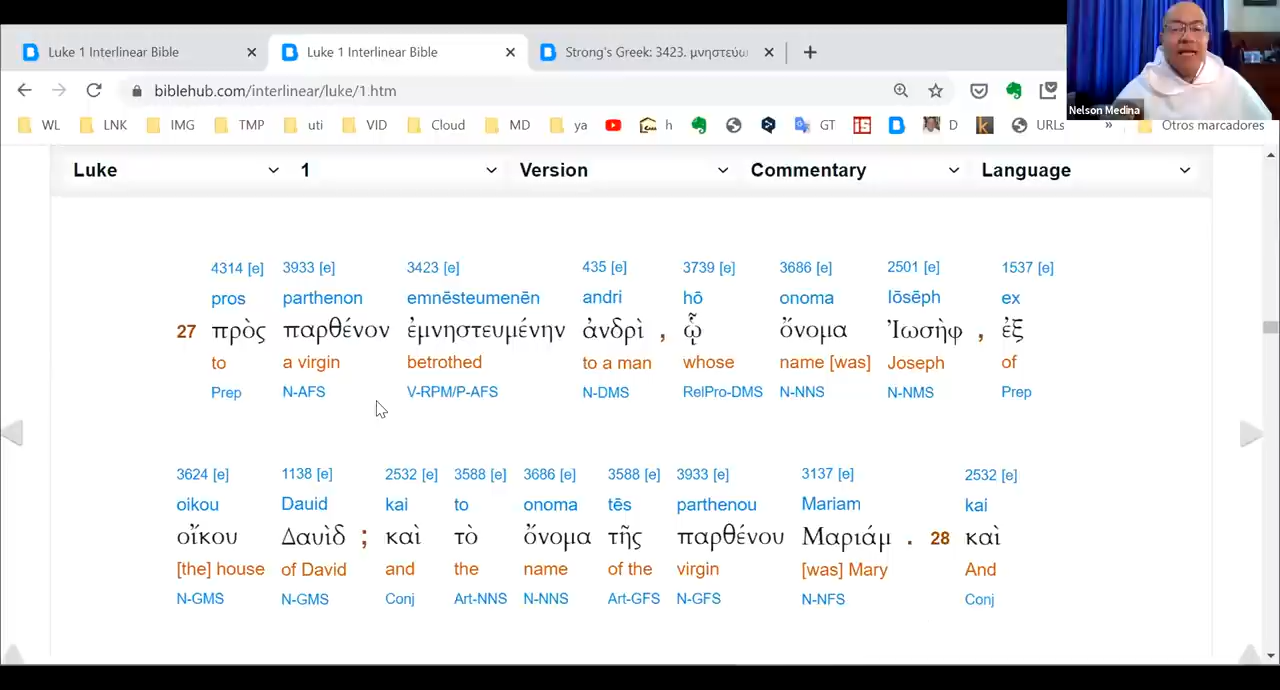 Luke 1 Interlinear Bible
Luke 1 Interlinear Bible
Strong's Greek: 3423. μνηστεύω
biblehub.com/interlinear/luke/1.htm
Nelson Medina
WL LNK IMG TMP uti VID Cloud MD ya h GT D URLs » Otros marcadores
Luke 1 Version Commentary Language
4314 [e] 3933 [e] 3423 [e] 435 [e] 3739 [e] 3686 [e] 2501 [e] 1537 [e]
pros parthenon emnēsteumenēn andri hō onoma Iōsēph ex
27 πρὸς παρθένον ἐμνηστευμένην ἀνδρὶ , ᾧ ὄνομα Ἰωσὴφ , ἐξ
to a virgin betrothed to a man whose name [was] Joseph of
Prep N-AFS V-RPM/P-AFS N-DMS RelPro-DMS N-NNS N-NMS Prep
3624 [e] 1138 [e] 2532 [e] 3588 [e] 3686 [e] 3588 [e] 3933 [e] 3137 [e] 2532 [e]
oikou Dauid kai to onoma tēs parthenou Mariam kai
οἴκου Δαυὶδ ; καὶ τὸ ὄνομα τῆς παρθένου Μαριάμ . 28 καὶ
[the] house of David and the name of the virgin [was] Mary And
N-GMS N-GMS Conj Art-NNS N-NNS Art-GFS N-GFS N-NFS Conj